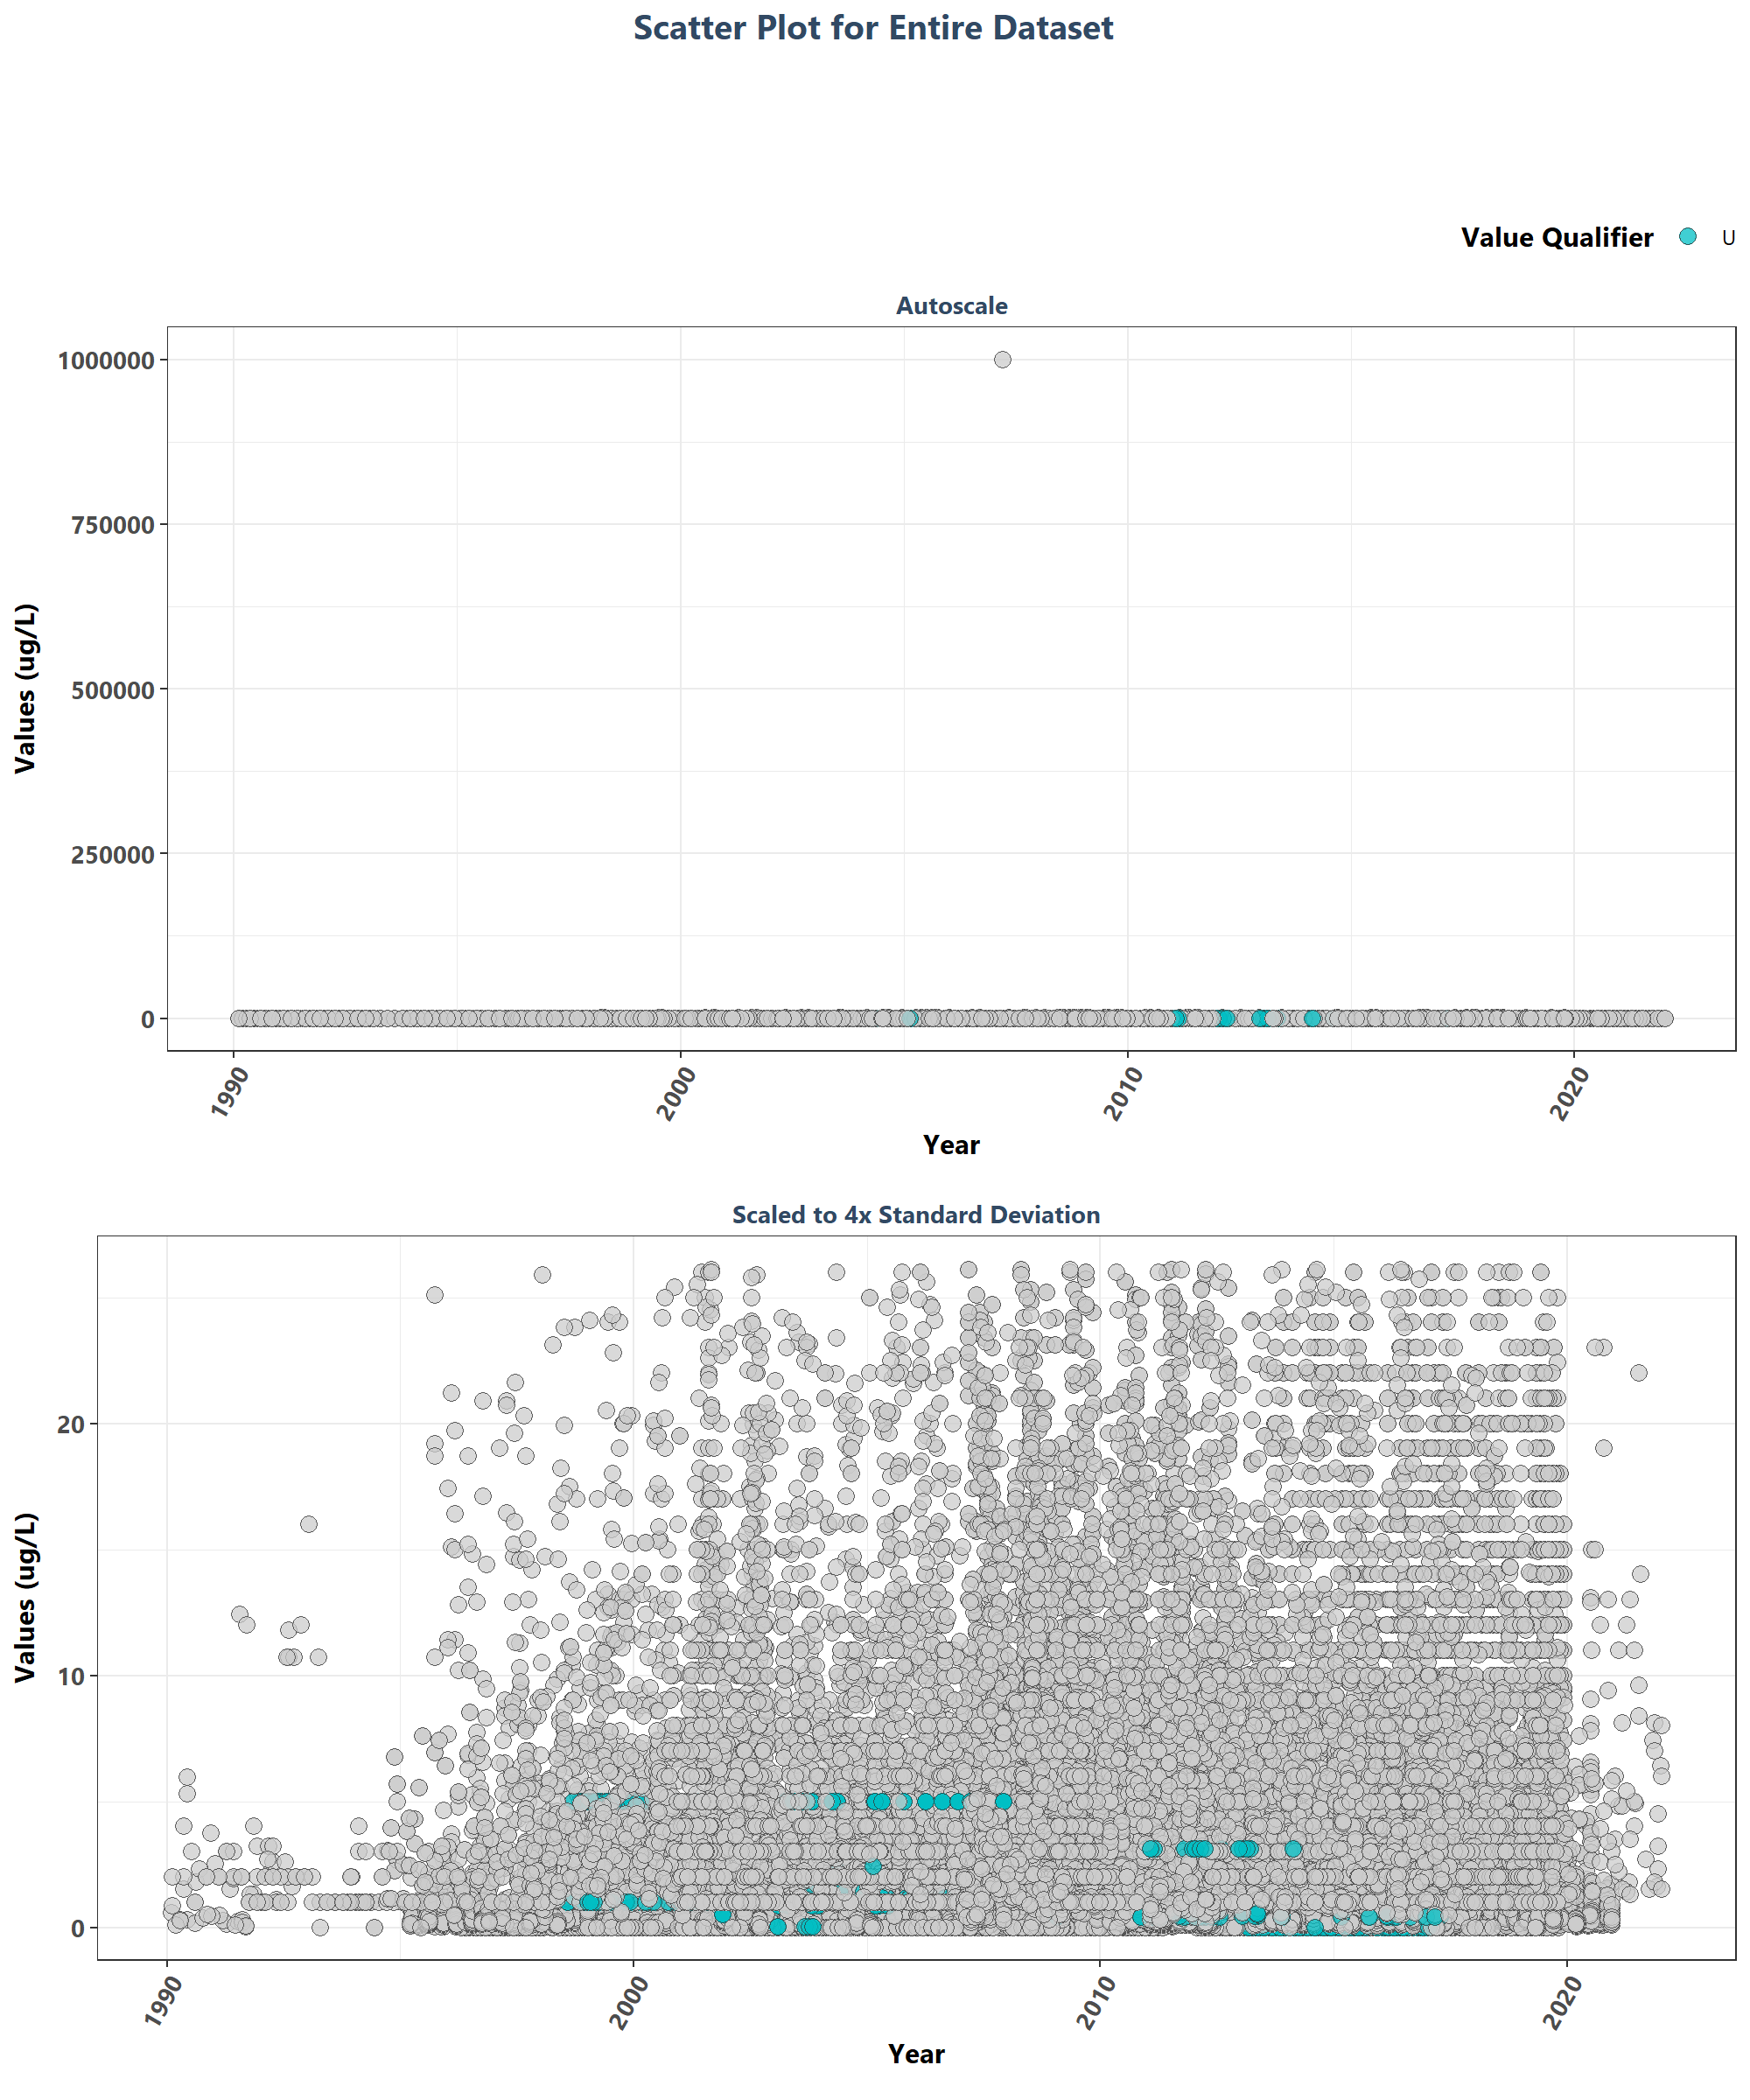 Scatter Plot for Entire Dataset
Value Qualifier U
Autoscale
1000000
750000
500000
250000
0
Values (ug/L)
1990 2000 2010 2020
Year
Scaled to 4x Standard Deviation
20
10
0
Values (ug/L)
1990 2000 2010 2020
Year